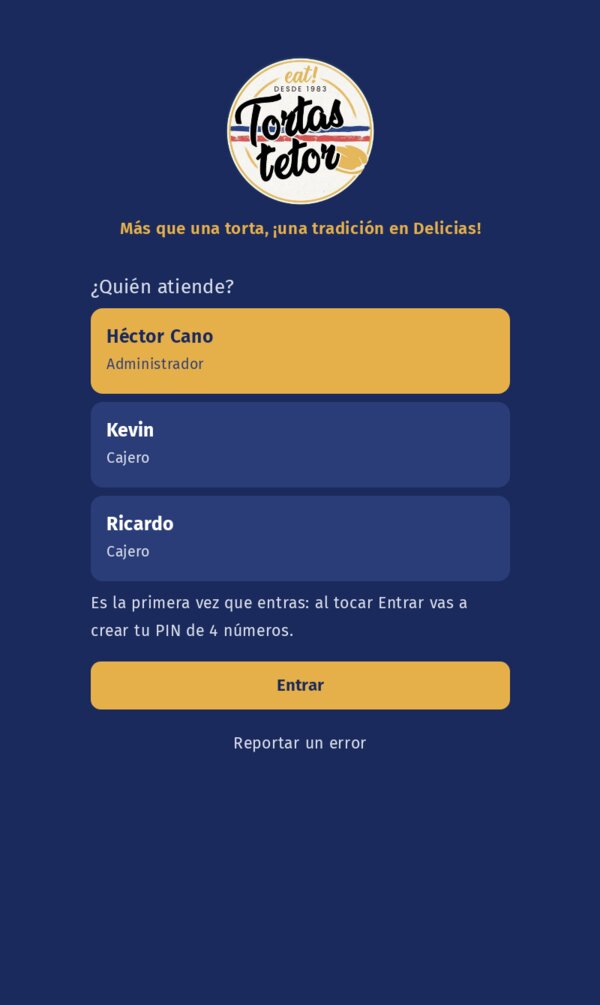 eat!
DESDE 1983
Tortas
tetor
Más que una torta, ¡una tradición en Delicias!
¿Quién atiende?
Héctor Cano
Administrador
Kevin
Cajero
Ricardo
Cajero
Es la primera vez que entras: al tocar Entrar vas a
crear tu PIN de 4 números.
Entrar
Reportar un error